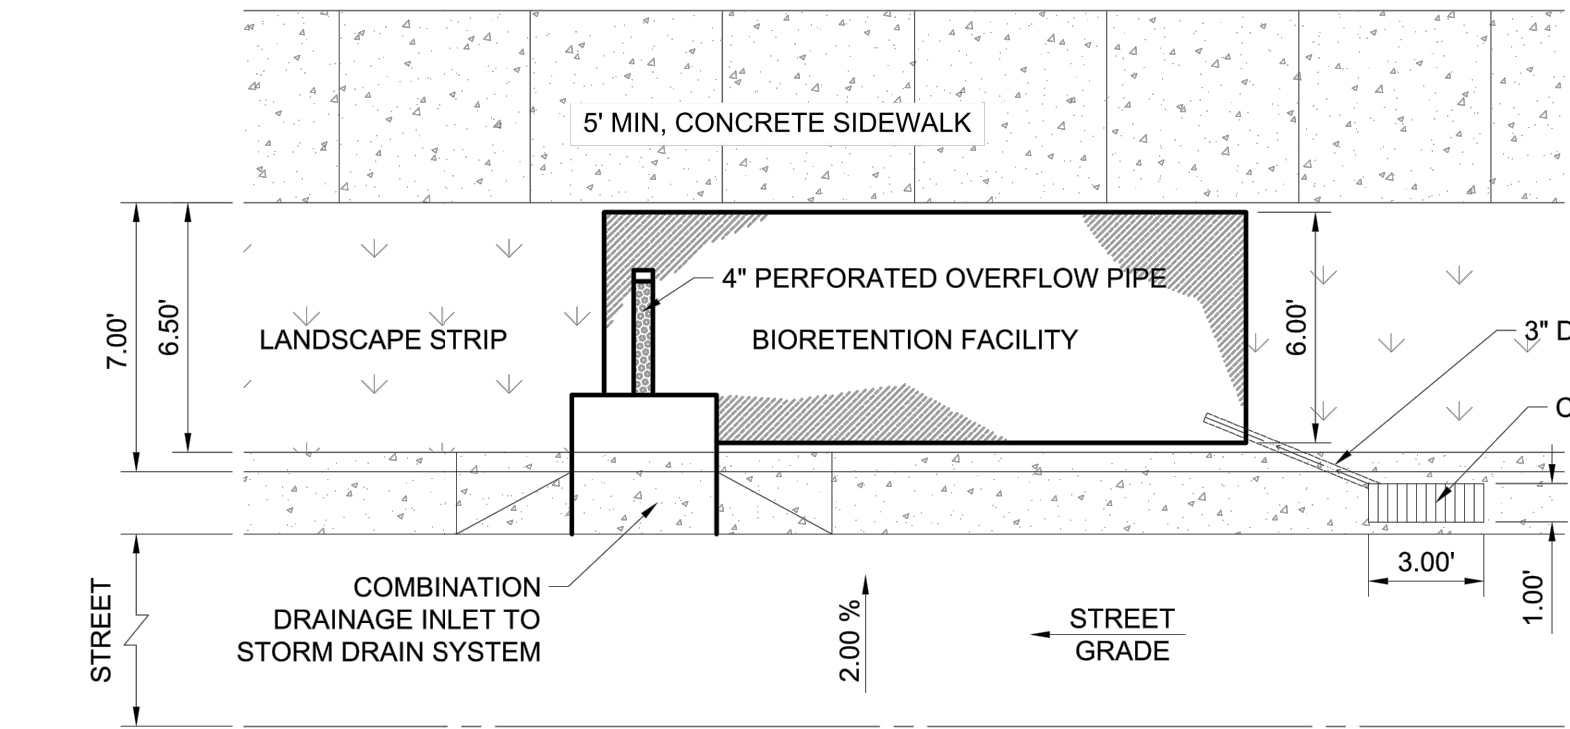 5' MIN, CONCRETE SIDEWALK
4" PERFORATED OVERFLOW PIPE
7.00'
6.50'
LANDSCAPE STRIP
BIORETENTION FACILITY
6.00'
3" D
C
COMBINATION
DRAINAGE INLET TO
STORM DRAIN SYSTEM
STREET
2.00 %
STREET
GRADE
3.00'
1.00'